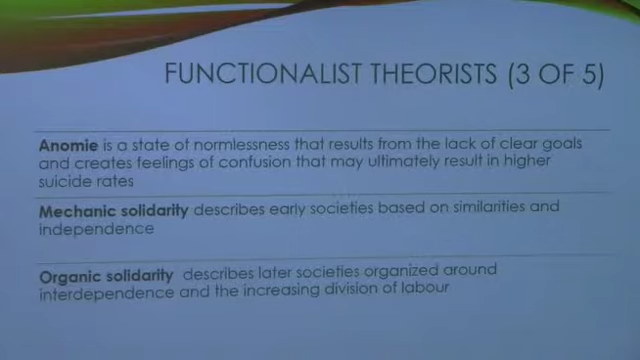 FUNCTIONALIST THEORISTS (3 OF 5)
Anomie is a state of normlessness that results from the lack of clear goals
and creates feelings of confusion that may ultimately result in higher
suicide rates
Mechanic solidarity describes early societies based on similarities and
independence
Organic solidarity describes later societies organized around
interdependence and the increasing division of labour